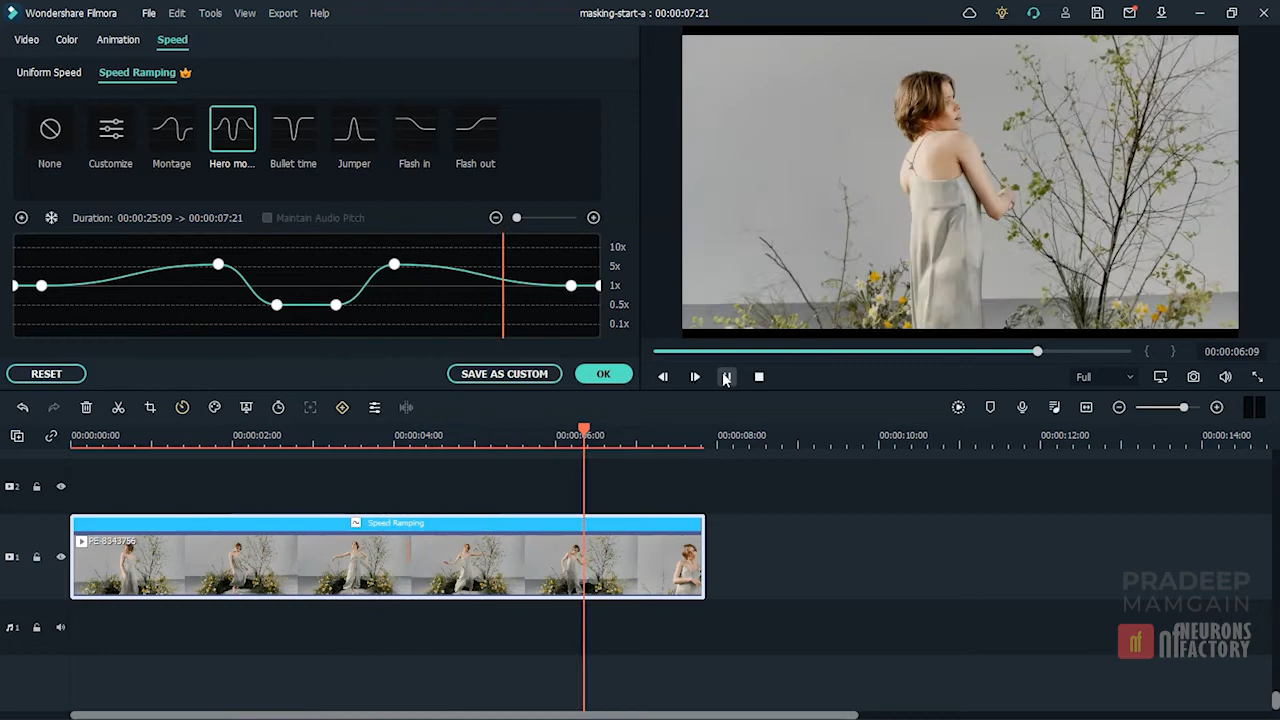 Wondershare Filmora File Edit Tools View Export Help masking-start-a : 00:00:07:21
Video Color Animation Speed
Uniform Speed Speed Ramping
None Customize Montage Hero mo... Bullet time Jumper Flash in Flash out
Duration: 00:00:25:09 -> 00:00:07:21 Maintain Audio Pitch
10x
5x
1x
0.5x
0.1x
00:00:06:09
RESET SAVE AS CUSTOM OK
Full
00:00:00:00 00:00:02:00 00:00:04:00 00:00:06:00 00:00:08:00 00:00:10:00 00:00:12:00 00:00:14:00
2
Speed Ramping
PE-8343756
1
1
PRADEEP
MAMGAIN
nf nf NEURONS
FACTORY